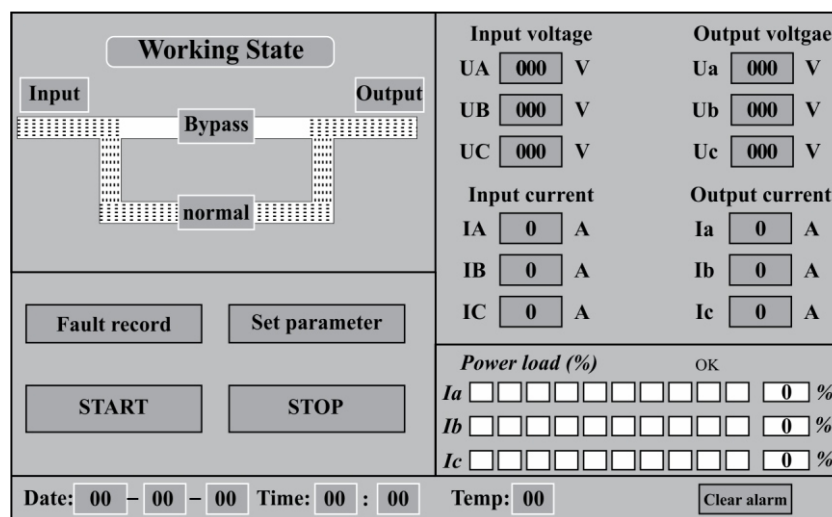 Working State
Input
Output
Bypass
normal
Input voltage
Output voltgae
UA 000 V
Ua 000 V
UB 000 V
Ub 000 V
UC 000 V
Uc 000 V
Input current
Output current
IA 0 A
Ia 0 A
IB 0 A
Ib 0 A
IC 0 A
Ic 0 A
Fault record
Set parameter
START
STOP
Power load (%)
OK
Ia 0 %
Ib 0 %
Ic 0 %
Date: 00 – 00 – 00 Time: 00 : 00 Temp: 00 Clear alarm